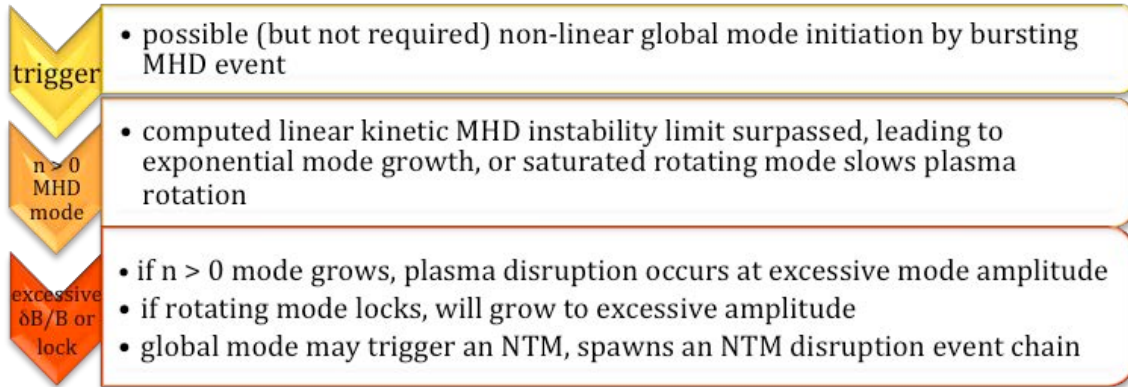 trigger
• possible (but not required) non-linear global mode initiation by bursting
MHD event
n > 0
MHD
mode
• computed linear kinetic MHD instability limit surpassed, leading to
exponential mode growth, or saturated rotating mode slows plasma
rotation
excessive
δB/B or
lock
• if n > 0 mode grows, plasma disruption occurs at excessive mode amplitude
• if rotating mode locks, will grow to excessive amplitude
• global mode may trigger an NTM, spawns an NTM disruption event chain